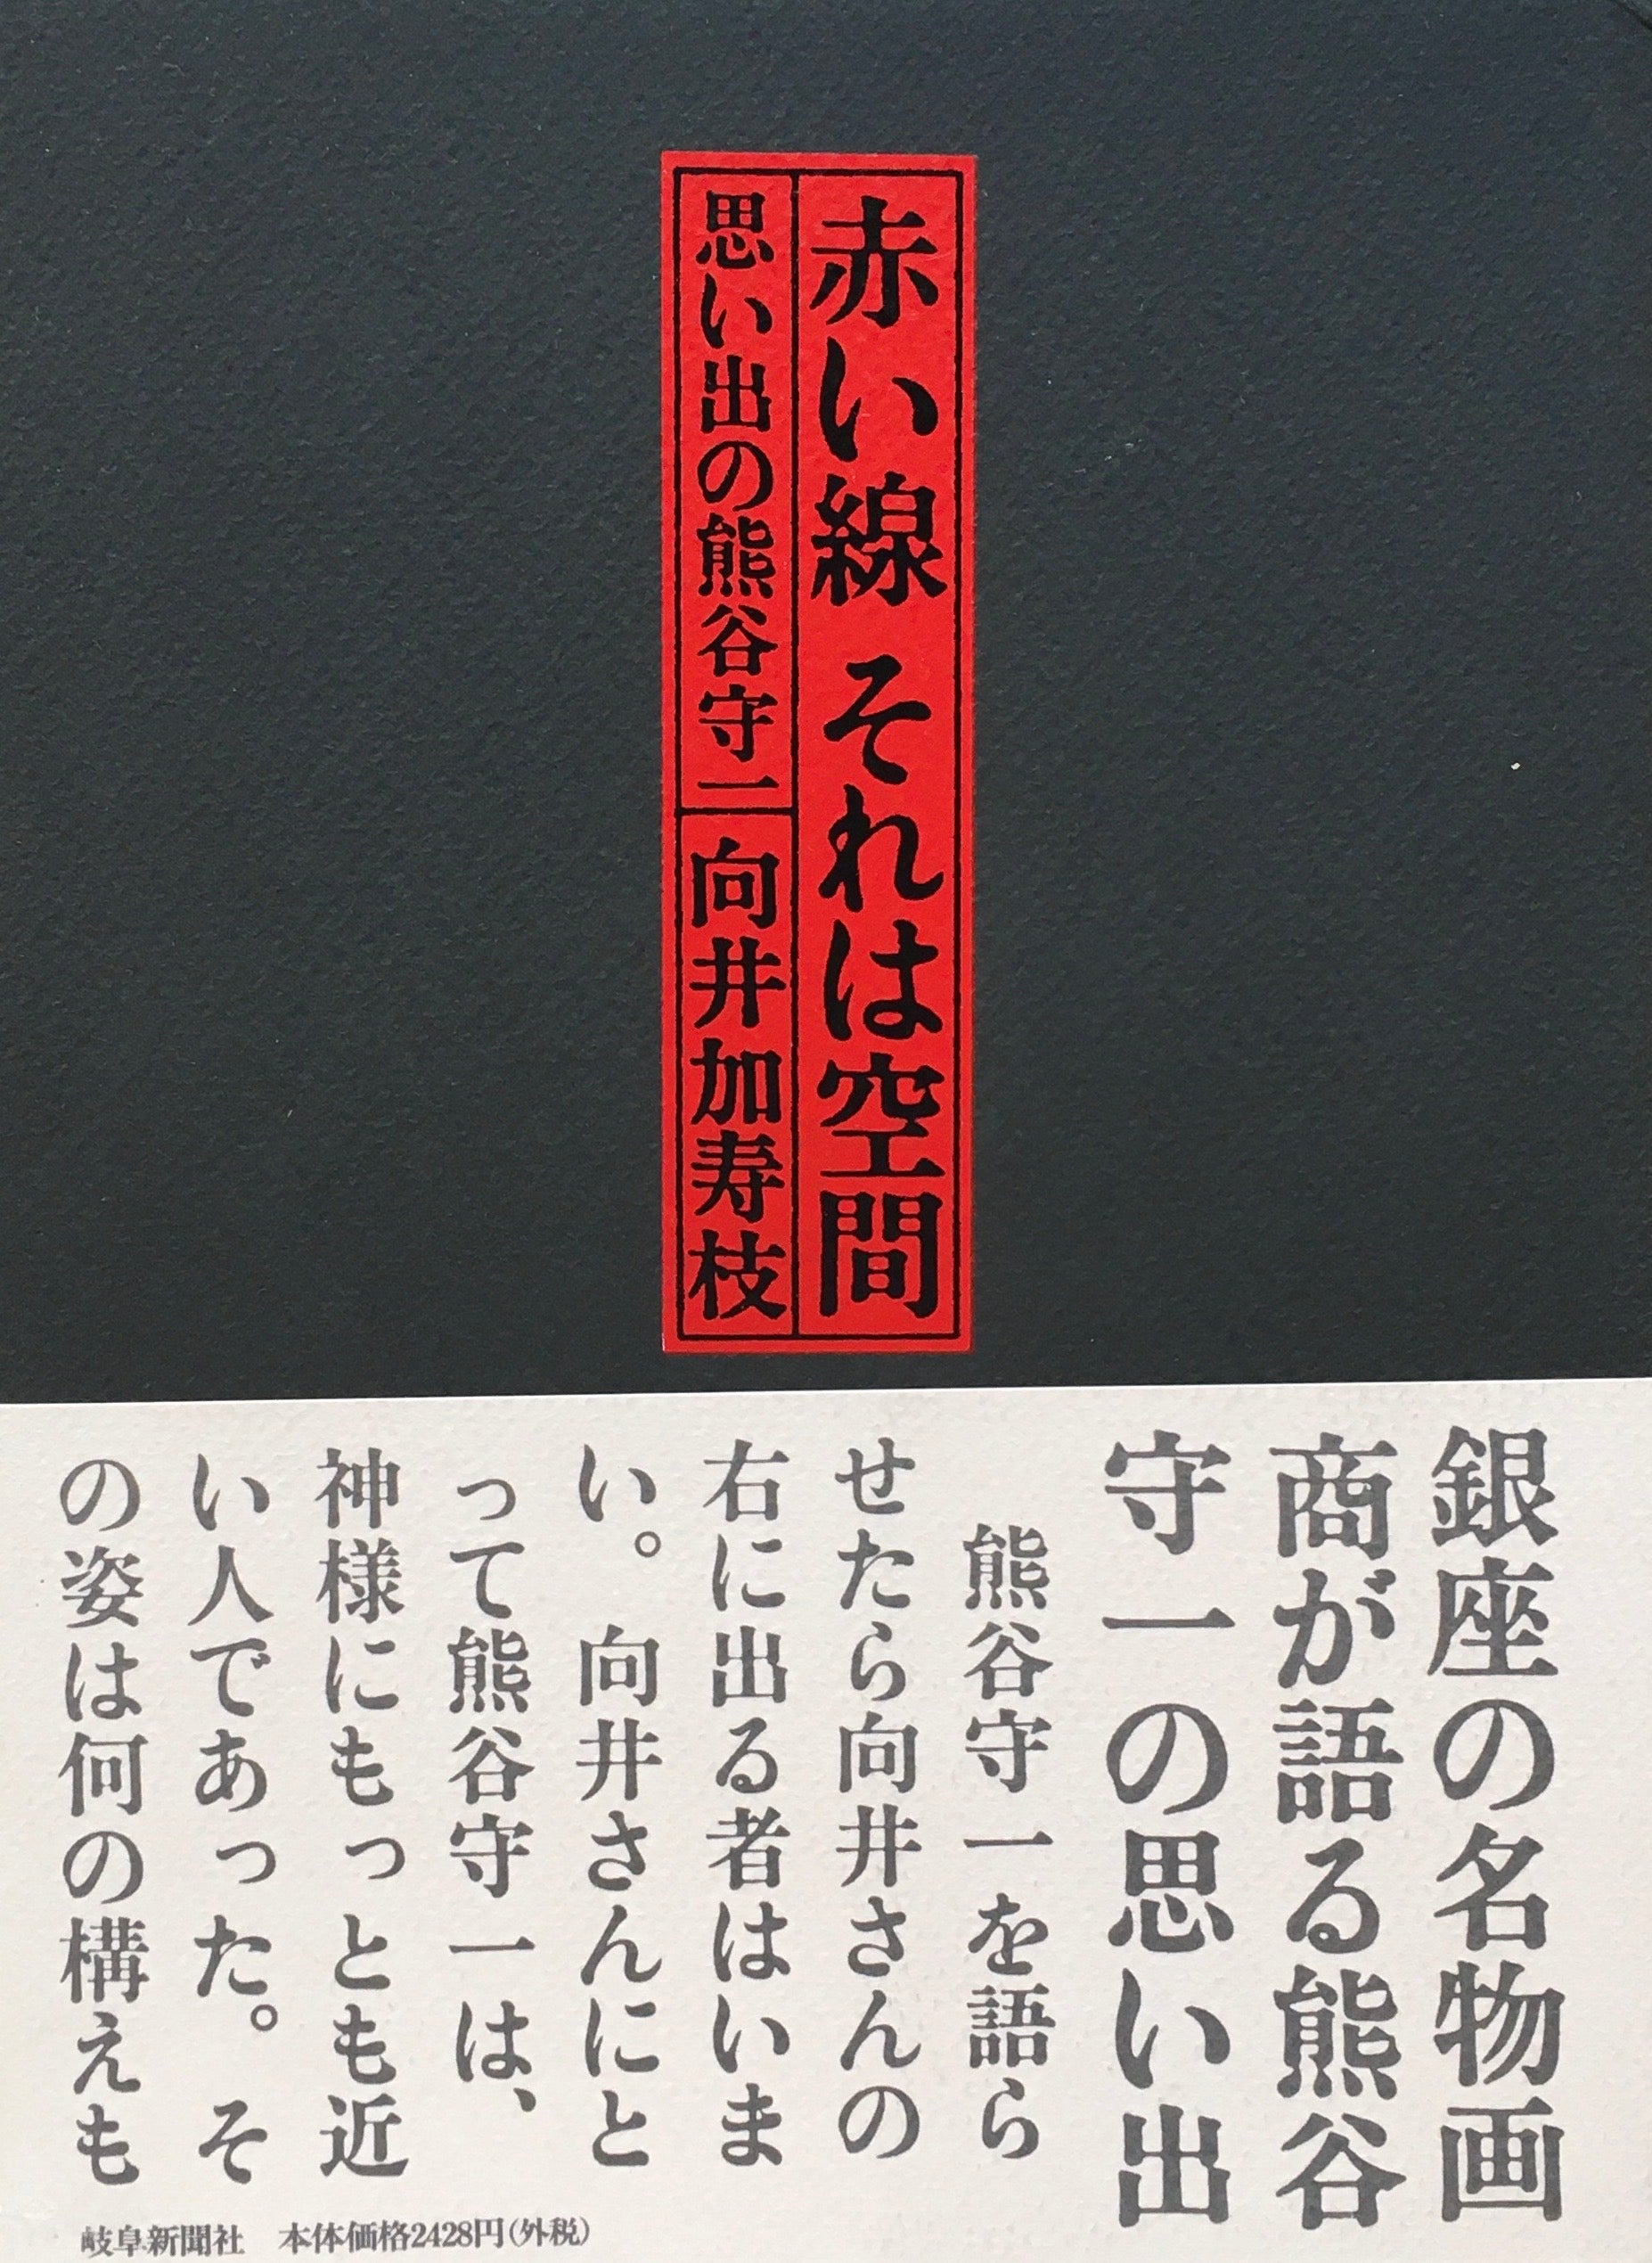 赤い線 それは空間
思い出の熊谷守一
向井加寿枝
銀座の名物画
商が語る熊谷
守一の思い出
熊谷守一を語ら
せたら向井さんの
右に出る者はいま
い。向井さんにと
って熊谷守一は、
神様にもっとも近
い人であった。そ
の姿は何の構えも
岐阜新聞社 本体価格2428円(外税)